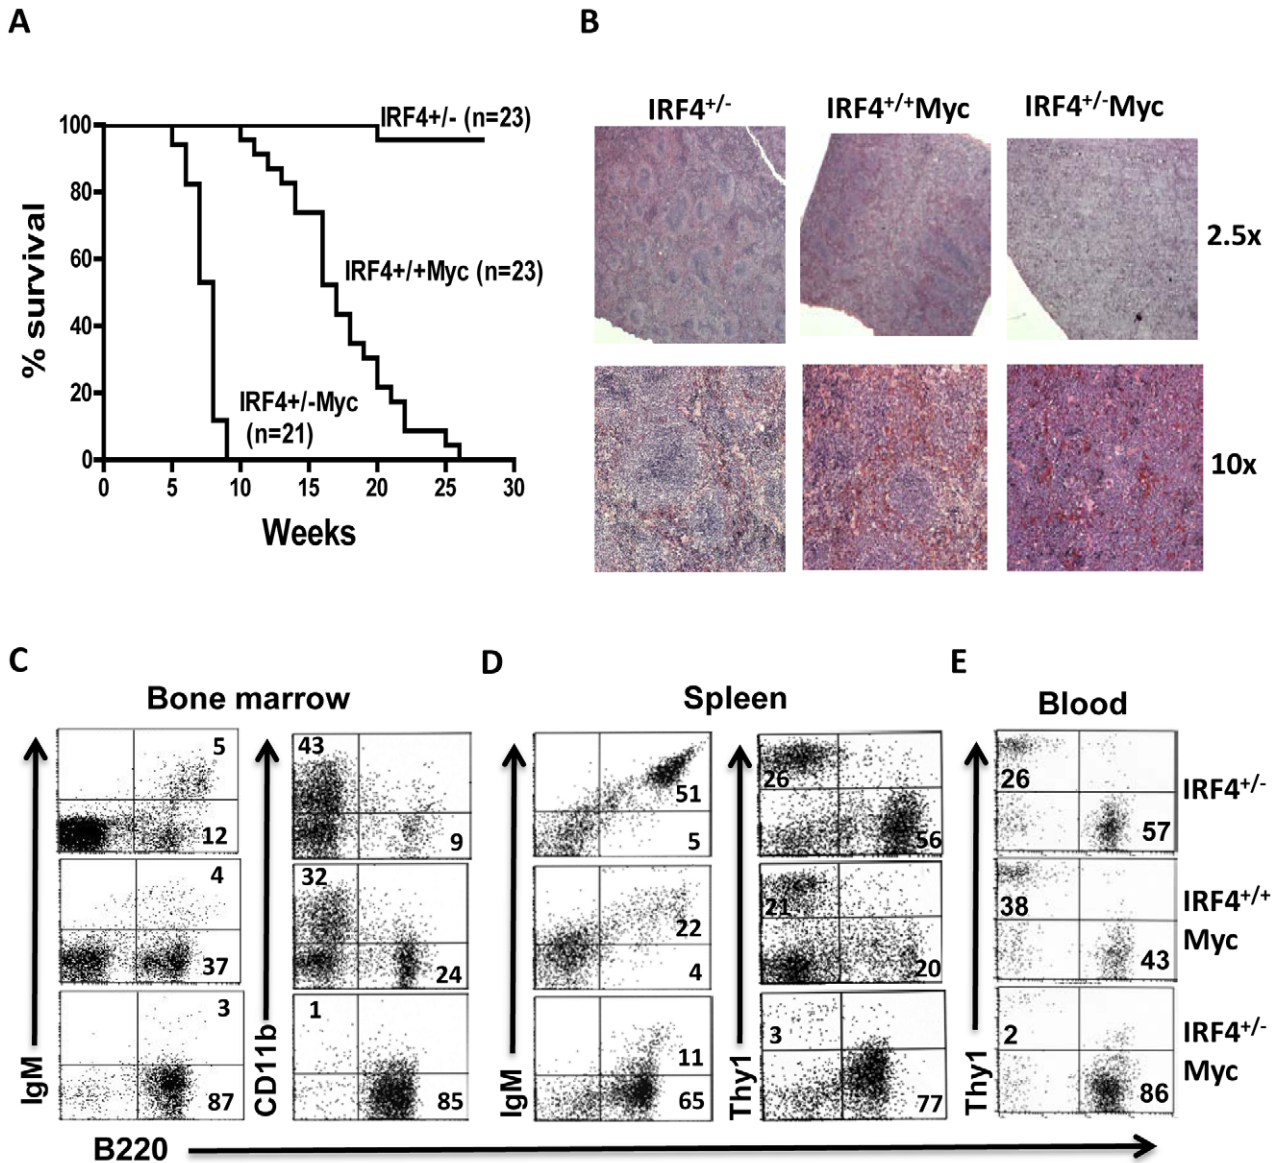 A
B
% survival
100
80
60
40
20
0
0 5 10 15 20 25 30
Weeks
IRF4+/- (n=23)
IRF4+/+Myc (n=23)
IRF4+/-Myc
(n=21)
IRF4+/- IRF4+/+Myc IRF4+/-Myc
2.5x
10x
C
D
E
Bone marrow
Spleen
Blood
5
12
43
9
51
5
26
56
26
57
IRF4+/-
4
37
32
24
22
4
21
20
38
43
IRF4+/+
Myc
3
87
1
85
11
65
3
77
2
86
IRF4+/-
Myc
IgM
CD11b
IgM
Thy1
Thy1
B220